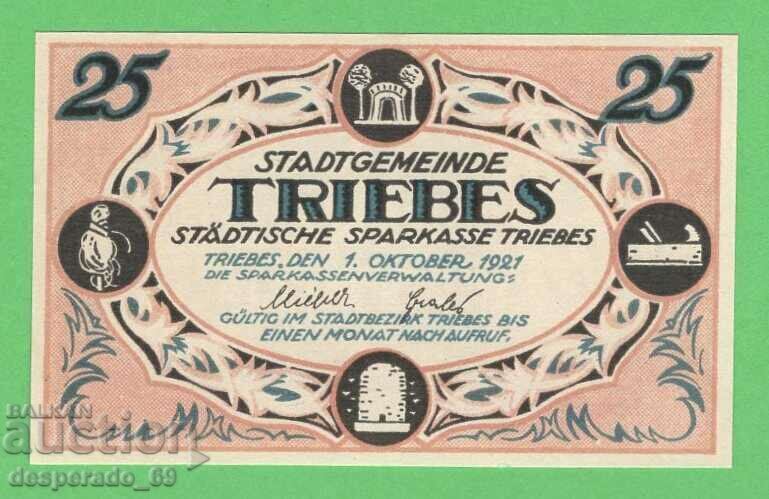 25
25
STADTGEMEINDE
TRIEBES
STÄDTISCHE SPARKASSE TRIEBES
TRIEBES, DEN 1. OKTOBER 1921
DIE SPARKASSENVERWALTUNG:
GÜLTIG IM STADTBEZIRK TRIEBES BIS
EINEN MONAT NACH AUFRUF.
BALKAN
auction
desperado_69